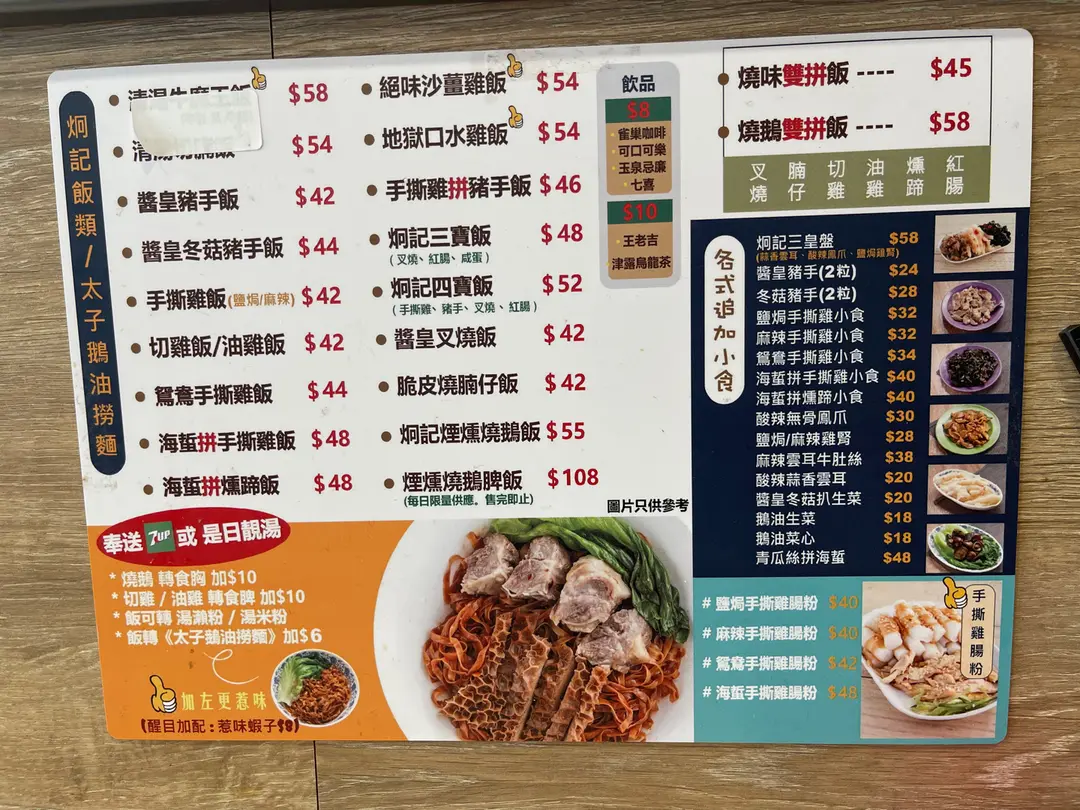 炯記飯類/太子鵝油撈麵
$58
$54
醬皇豬手飯 $42
醬皇冬菇豬手飯 $44
手撕雞飯(鹽焗/麻辣) $42
切雞飯/油雞飯 $42
鴛鴦手撕雞飯 $44
海蜇拼手撕雞飯 $48
海蜇拼燻蹄飯 $48
絕味沙薑雞飯 $54
地獄口水雞飯 $54
手撕雞拼豬手飯 $46
炯記三寶飯 $48
(叉燒、紅腸、咸蛋)
炯記四寶飯 $52
(手撕雞、豬手、叉燒、紅腸)
醬皇叉燒飯 $42
脆皮燒腩仔飯 $42
炯記煙燻燒鵝飯 $55
煙燻燒鵝脾飯 $108
(每日限量供應。售完即止)
飲品
$8
雀巢咖啡
可口可樂
玉泉忌廉
七喜
$10
王老吉
津露烏龍茶
燒味雙拼飯 ---- $45
燒鵝雙拼飯 ---- $58
叉燒 腩仔 切雞 油雞 燻蹄 紅腸
各式追加小食
炯記三皇盤 $58
(蒜香雲耳、酸辣鳳爪、鹽焗雞腎)
醬皇豬手(2粒) $24
冬菇豬手(2粒) $28
鹽焗手撕雞小食 $32
麻辣手撕雞小食 $32
鴛鴦手撕雞小食 $34
海蜇拼手撕雞小食 $40
海蜇拼燻蹄小食 $40
酸辣無骨鳳爪 $30
鹽焗/麻辣雞腎 $28
麻辣雲耳牛肚絲 $38
酸辣蒜香雲耳 $20
醬皇冬菇扒生菜 $20
鵝油生菜 $18
鵝油菜心 $18
青瓜絲拼海蜇 $48
圖片只供參考
奉送 7UP 或 是日靚湯
* 燒鵝 轉食胸 加$10
* 切雞 / 油雞 轉食脾 加$10
* 飯可轉 湯瀨粉 / 湯米粉
* 飯轉《太子鵝油撈麵》加$6
加左更惹味
(醒目加配：惹味蝦子$8)
# 鹽焗手撕雞腸粉 $40
# 麻辣手撕雞腸粉 $40
# 鴛鴦手撕雞腸粉 $42
# 海蜇手撕雞腸粉 $48
手撕雞腸粉